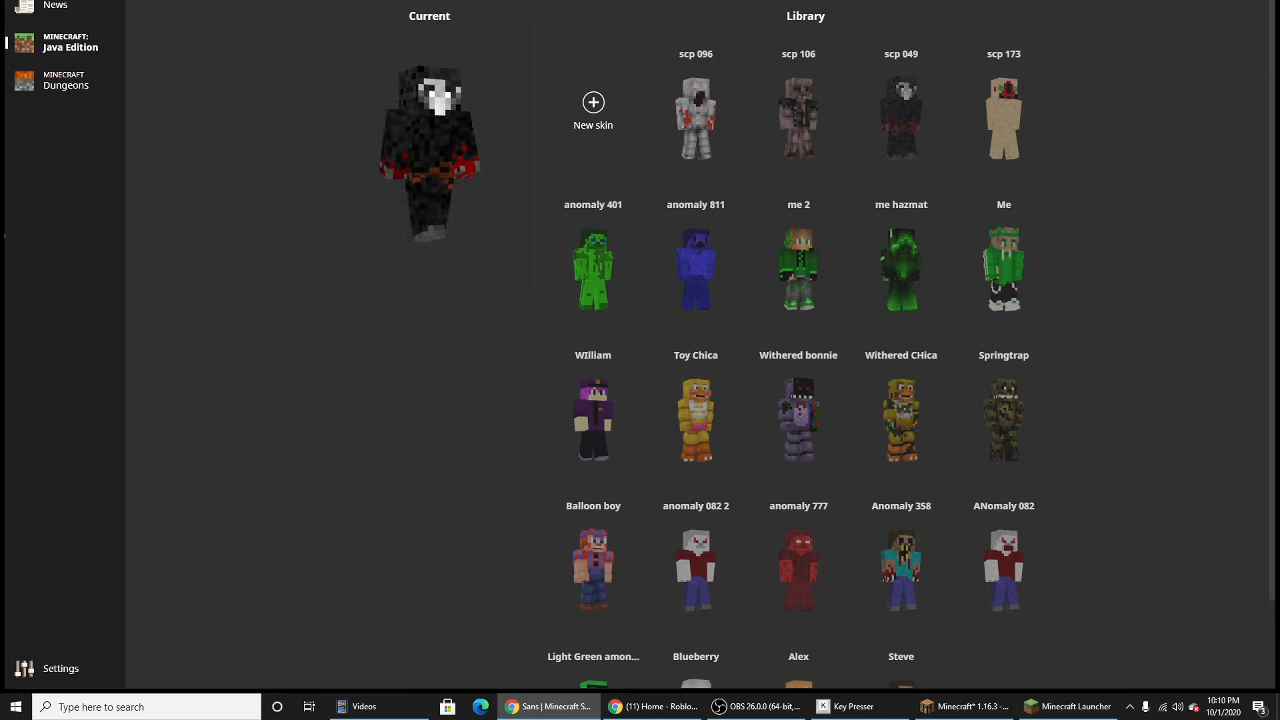 News
MINECRAFT:
Java Edition
MINECRAFT
Dungeons
Settings
Current
Library
New skin
scp 096
scp 106
scp 049
scp 173
anomaly 401
anomaly 811
me 2
me hazmat
Me
WIlliam
Toy Chica
Withered bonnie
Withered CHica
Springtrap
Balloon boy
anomaly 082 2
anomaly 777
Anomaly 358
ANomaly 082
Light Green amon...
Blueberry
Alex
Steve
Type here to search
Videos
Sans | Minecraft S...
(11) Home - Roblo...
OBS 26.0.0 (64-bit,...
Key Presser
Minecraft* 1.16.3 -...
Minecraft Launcher
10:10 PM
10/1/2020
2